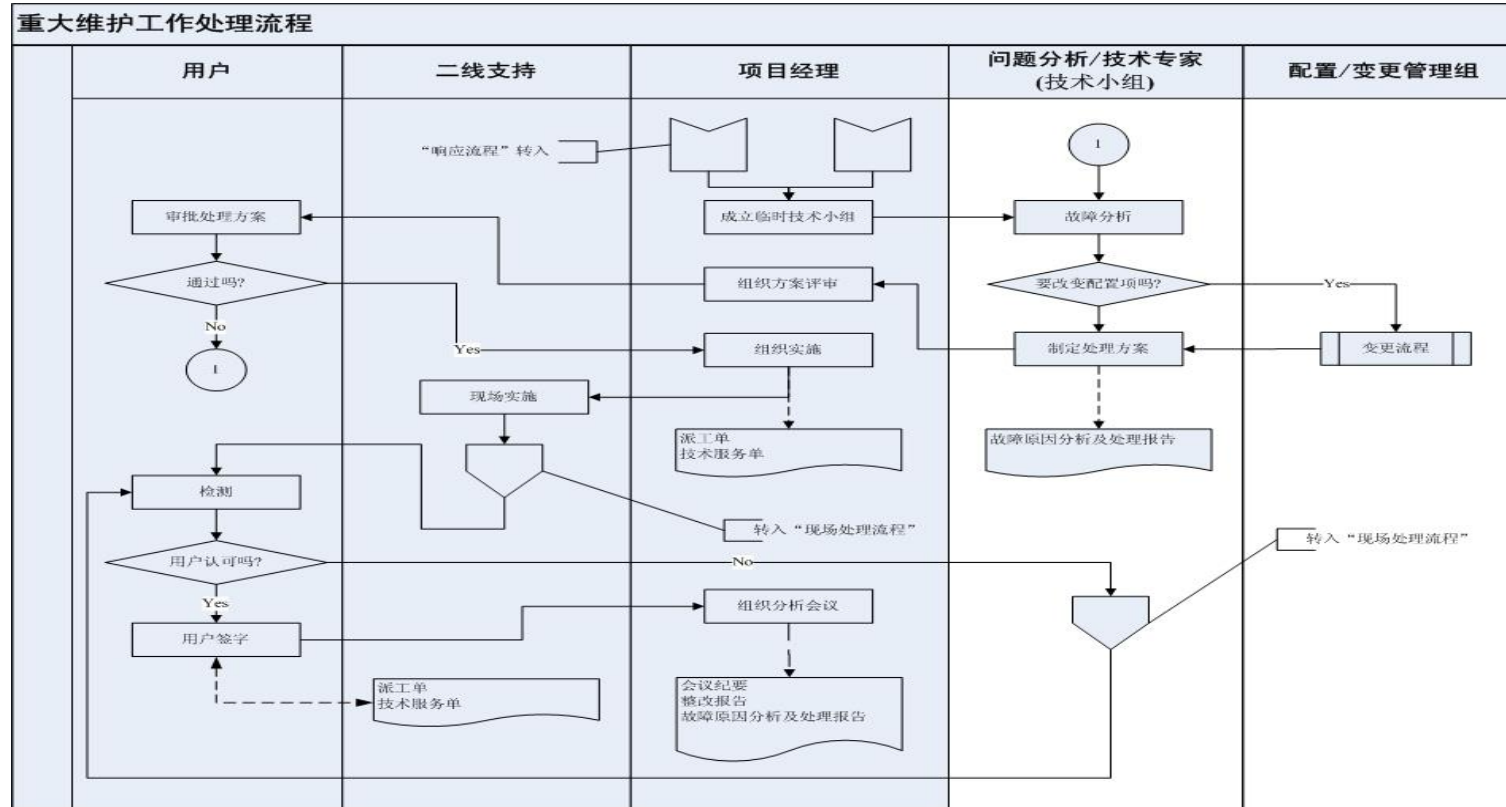 重大维护工作处理流程
用户
二线支持
项目经理
问题分析/技术专家
(技术小组)
配置/变更管理组
“响应流程”转入
1
审批处理方案
成立临时技术小组
故障分析
通过吗?
组织方案评审
要改变配置项吗?
Yes
No
Yes
组织实施
制定处理方案
变更流程
1
现场实施
派工单
技术服务单
故障原因分析及处理报告
检测
转入“现场处理流程”
转入“现场处理流程”
用户认可吗?
No
Yes
组织分析会议
用户签字
派工单
技术服务单
会议纪要
整改报告
故障原因分析及处理报告